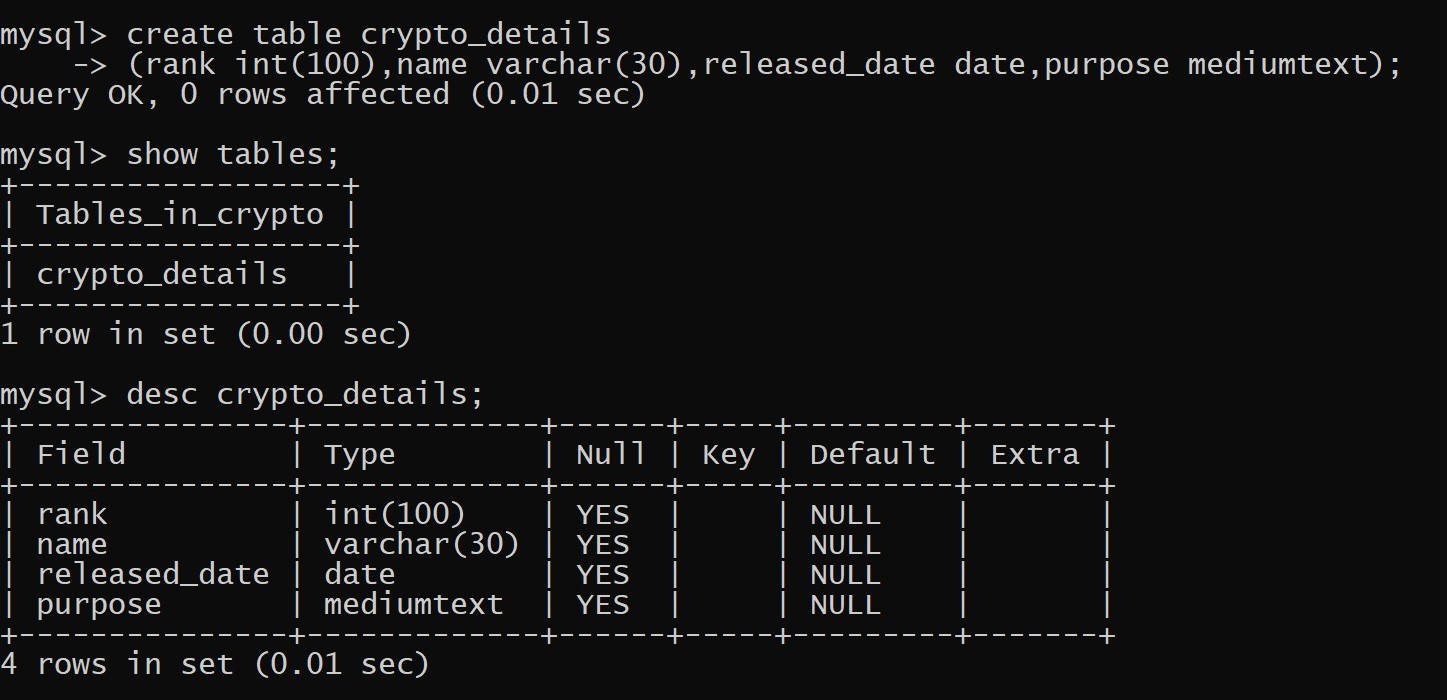 mysql> create table crypto_details
    -> (rank int(100),name varchar(30),released_date date,purpose mediumtext);
Query OK, 0 rows affected (0.01 sec)

mysql> show tables;
+------------------+
| Tables_in_crypto |
+------------------+
| crypto_details   |
+------------------+
1 row in set (0.00 sec)

mysql> desc crypto_details;
+---------------+-------------+------+-----+---------+-------+
| Field         | Type        | Null | Key | Default | Extra |
+---------------+-------------+------+-----+---------+-------+
| rank          | int(100)    | YES  |     | NULL    |       |
| name          | varchar(30) | YES  |     | NULL    |       |
| released_date | date        | YES  |     | NULL    |       |
| purpose       | mediumtext  | YES  |     | NULL    |       |
+---------------+-------------+------+-----+---------+-------+
4 rows in set (0.01 sec)